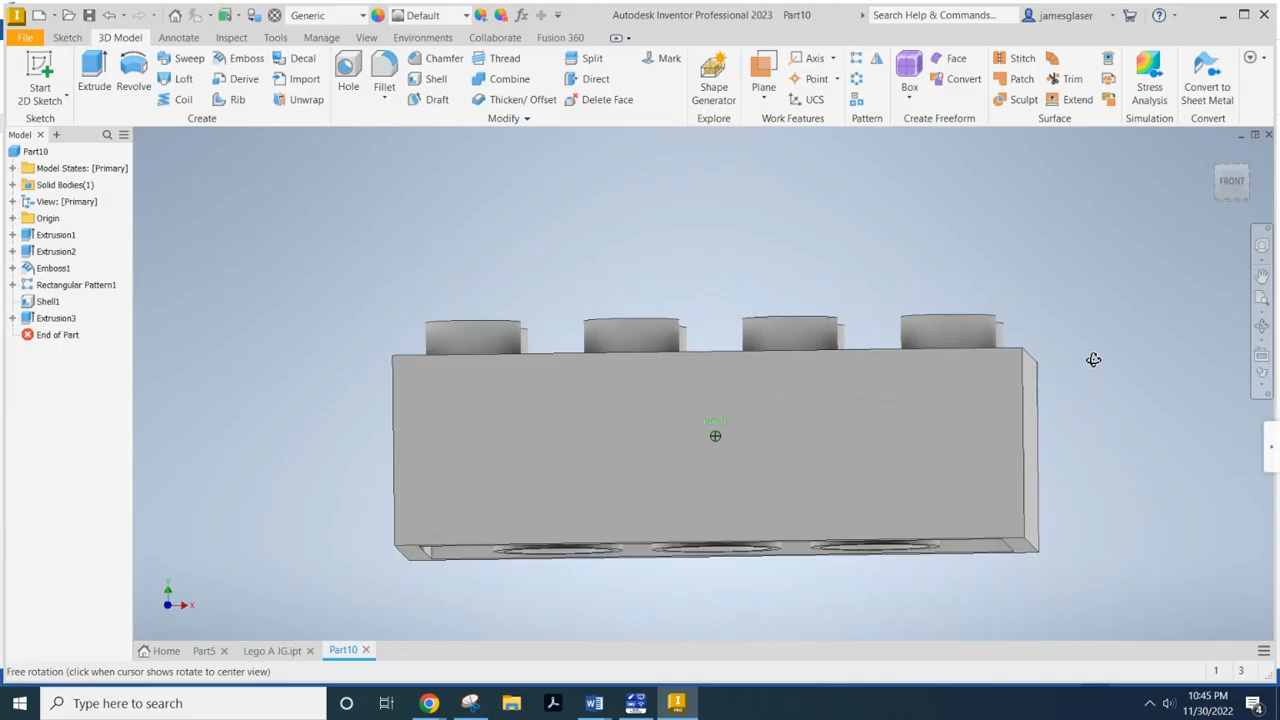 Generic
Default
Autodesk Inventor Professional 2023
Part10
Search Help & Commands...
jamesglaser
File
Sketch
3D Model
Annotate
Inspect
Tools
Manage
View
Environments
Collaborate
Fusion 360
Start
2D Sketch
Extrude
Revolve
Sweep
Emboss
Decal
Loft
Derive
Import
Coil
Rib
Unwrap
Hole
Fillet
Chamfer
Thread
Split
Mark
Shell
Combine
Direct
Draft
Thicken/ Offset
Delete Face
Shape
Generator
Plane
Axis
Point
UCS
Box
Face
Convert
Stitch
Patch
Trim
Sculpt
Extend
Stress
Analysis
Convert to
Sheet Metal
Sketch
Create
Modify
Explore
Work Features
Pattern
Create Freeform
Surface
Simulation
Convert
Model
Part10
Model States: [Primary]
Solid Bodies(1)
View: [Primary]
Origin
Extrusion1
Extrusion2
Emboss1
Rectangular Pattern1
Shell1
Extrusion3
End of Part
FRONT
X
Home
Part5
Lego A JG.ipt
Part10
Free rotation (click when cursor shows rotate to center view)
1
3
Type here to search
10:45 PM
11/30/2022
4